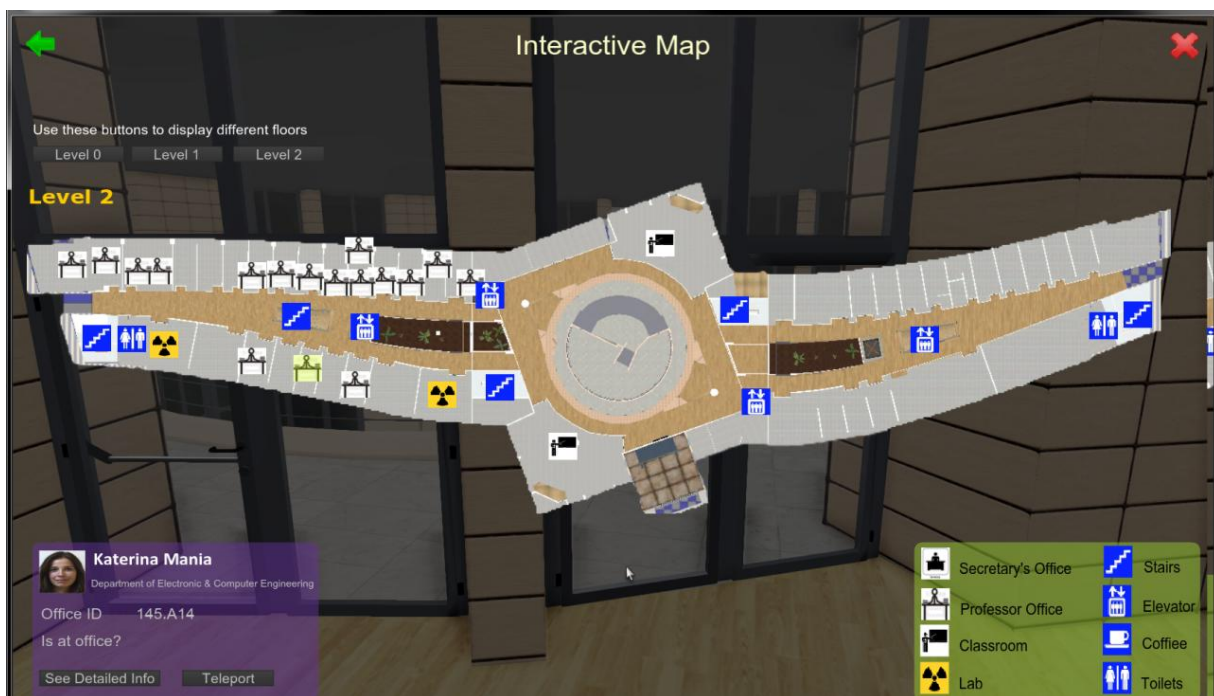 Interactive Map
Use these buttons to display different floors
Level 0 Level 1 Level 2
Level 2
Katerina Mania
Department of Electronic & Computer Engineering
Office ID 145.A14
Is at office?
See Detailed Info Teleport
Secretary's Office Stairs
Professor Office Elevator
Classroom Coffiee
Lab Toilets